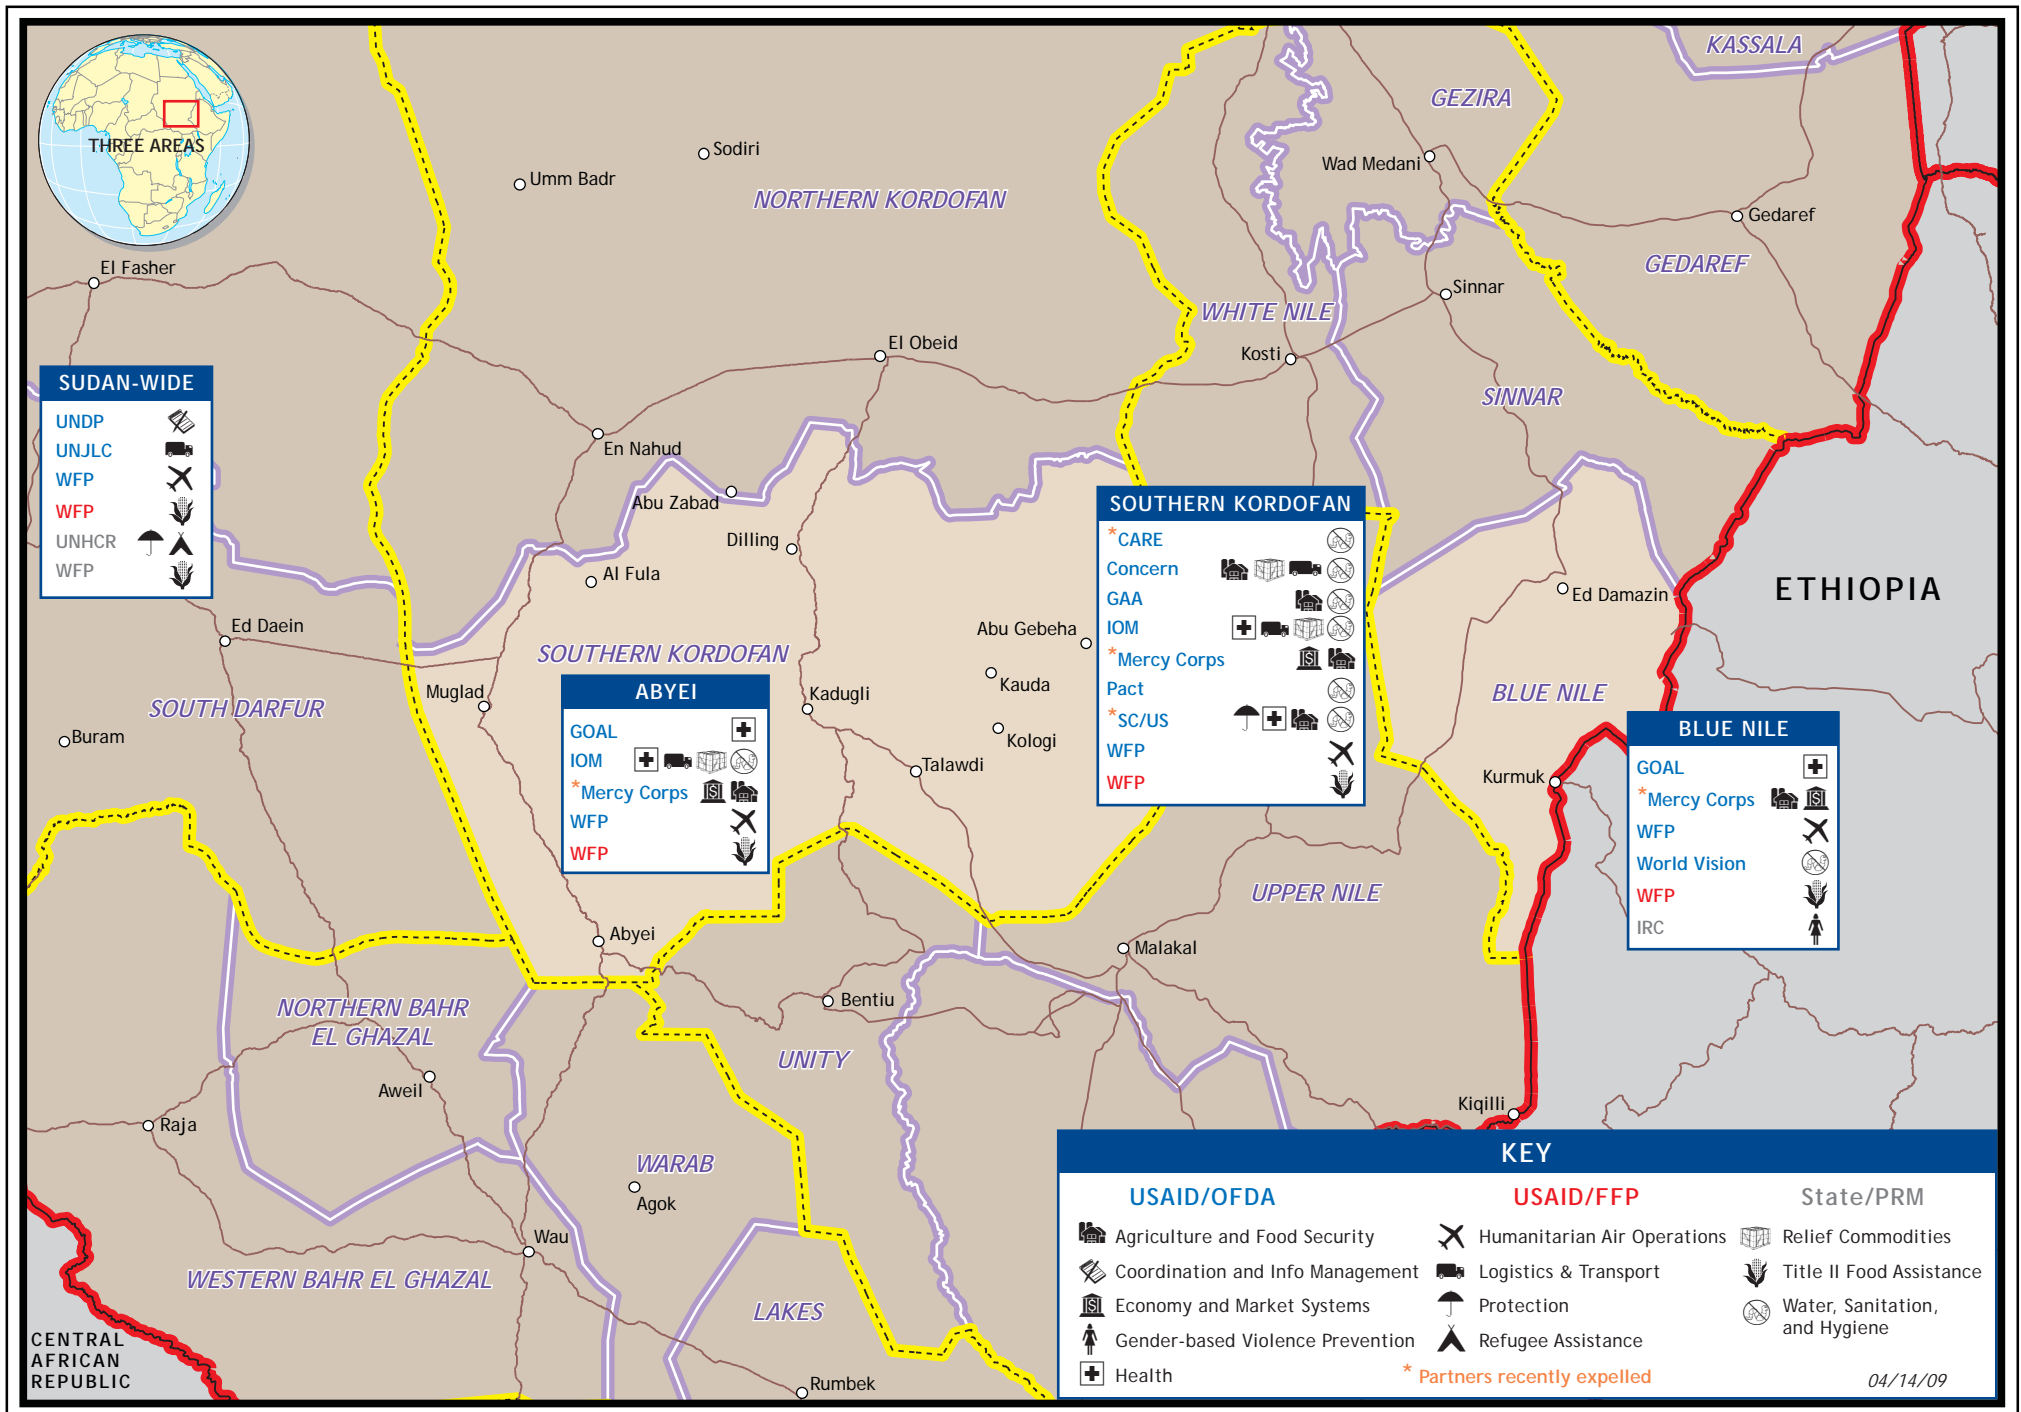 THREE AREAS
KASSALA
GEZIRA
Sodiri
Wad Medani
Umm Badr
NORTHERN KORDOFAN
Gedaref
El Fasher
GEDAREF
Sinnar
WHITE NILE
El Obeid
Kosti
SINNAR
SUDAN-WIDE
UNDP
UNJLC
WFP
WFP
UNHCR
WFP
En Nahud
Abu Zabad
Dilling
Al Fula
SOUTHERN KORDOFAN
*CARE
Concern
GAA
IOM
*Mercy Corps
Pact
*SC/US
WFP
WFP
ETHIOPIA
Ed Damazin
Ed Daein
Abu Gebeha
SOUTHERN KORDOFAN
Kauda
Muglad
Kadugli
SOUTH DARFUR
BLUE NILE
Buram
Kologi
Talawdi
ABYEI
GOAL
IOM
*Mercy Corps
WFP
WFP
Kurmuk
BLUE NILE
GOAL
*Mercy Corps
WFP
World Vision
WFP
IRC
UPPER NILE
Abyei
Malakal
Bentiu
NORTHERN BAHR
EL GHAZAL
UNITY
Aweil
Kiqilli
Raja
WARAB
Agok
Wau
WESTERN BAHR EL GHAZAL
LAKES
CENTRAL
AFRICAN
REPUBLIC
Rumbek
KEY
USAID/OFDA
Agriculture and Food Security
Coordination and Info Management
Economy and Market Systems
Gender-based Violence Prevention
Health
USAID/FFP
Humanitarian Air Operations
Logistics & Transport
Protection
Refugee Assistance
State/PRM
Relief Commodities
Title II Food Assistance
Water, Sanitation,
and Hygiene
* Partners recently expelled
04/14/09